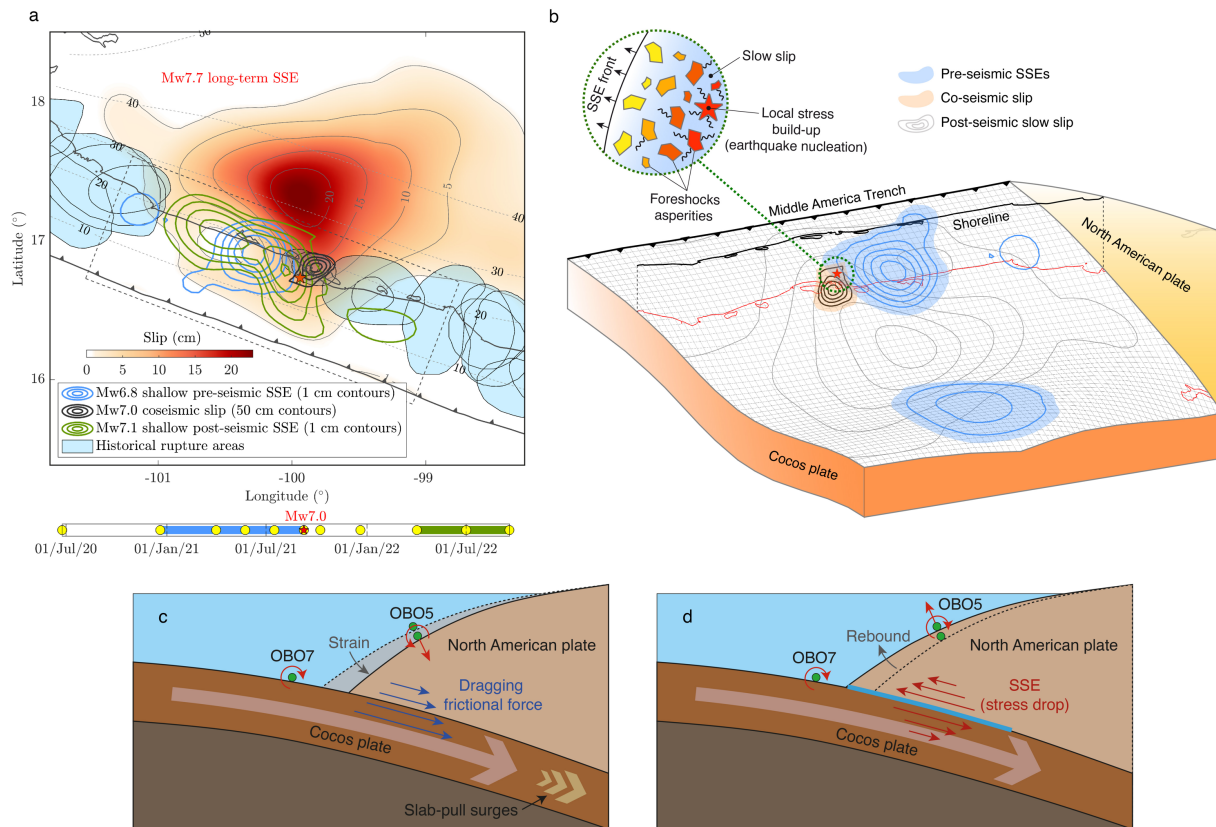 a
Mw7.7 long-term SSE
50
40
30
20
10
20
15
10
5
40
30
20
10
18
17
16
Latitude (°)
Slip (cm)
0 5 10 15 20
Mw6.8 shallow pre-seismic SSE (1 cm contours)
Mw7.0 coseismic slip (50 cm contours)
Mw7.1 shallow post-seismic SSE (1 cm contours)
Historical rupture areas
-101 -100 -99
Longitude (°)
Mw7.0
01/Jul/20 01/Jan/21 01/Jul/21 01/Jan/22 01/Jul/22
b
SSE front
Slow slip
Local stress
build-up
(earthquake nucleation)
Foreshocks
asperities
Pre-seismic SSEs
Co-seismic slip
Post-seismic slow slip
Middle America Trench
Shoreline
North American plate
Cocos plate
c
OBO5
Strain
North American plate
OBO7
Dragging
frictional force
Cocos plate
Slab-pull surges
d
OBO5
Rebound
North American plate
OBO7
SSE
(stress drop)
Cocos plate